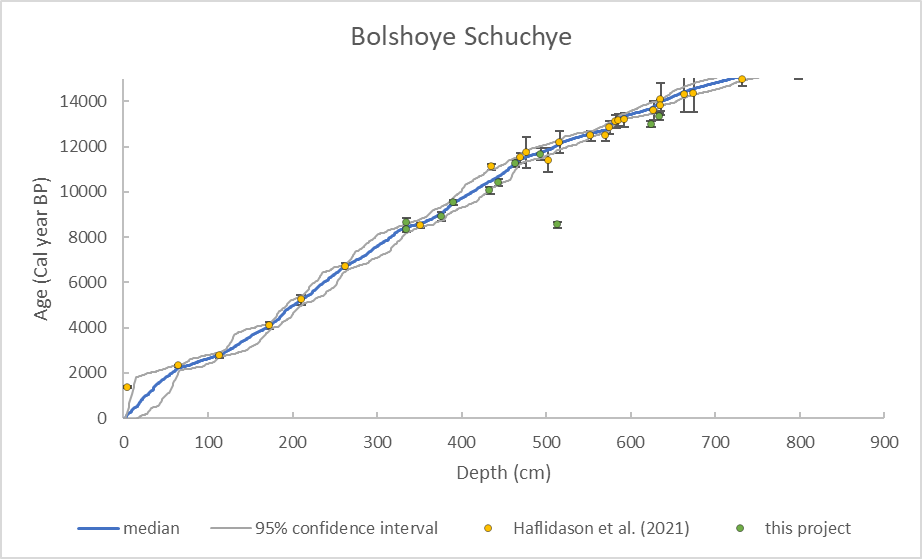 Bolshoye Schuchye
Age (Cal year BP)
14000
12000
10000
8000
6000
4000
2000
0
0 100 200 300 400 500 600 700 800 900
Depth (cm)
median 95% confidence interval Haflidason et al. (2021) this project